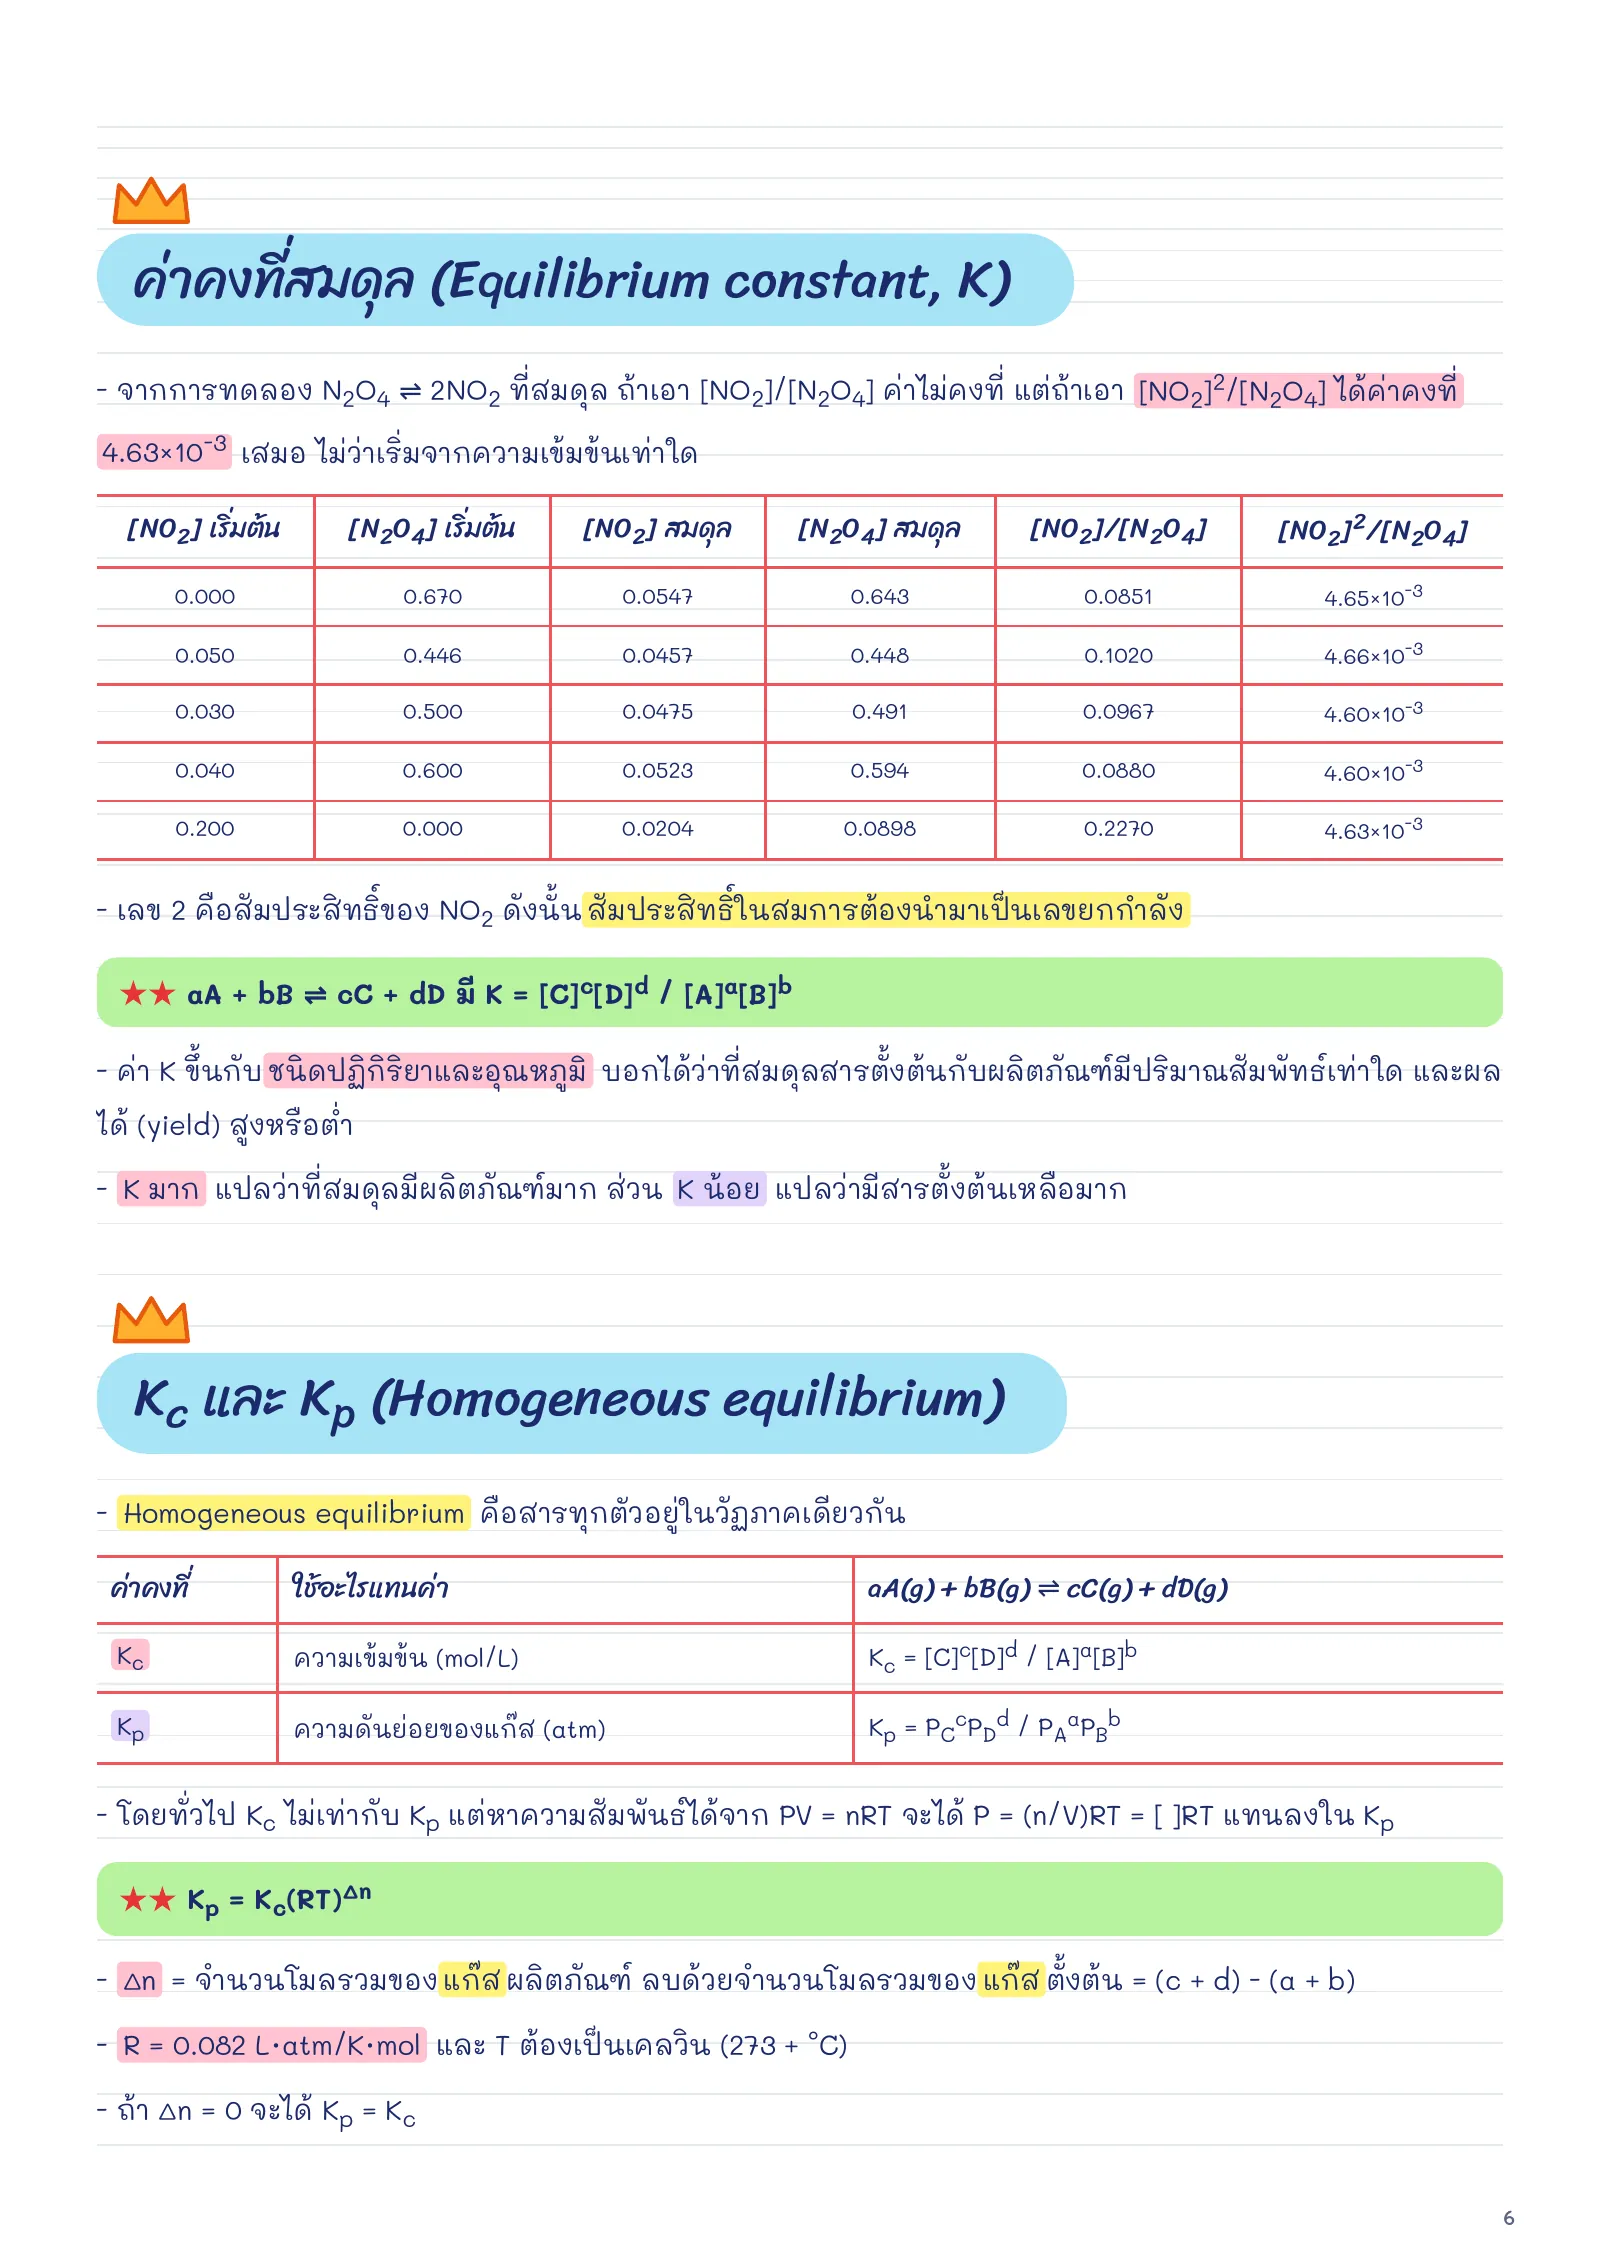 ค่าคงที่สมดุล (Equilibrium constant, K)
- จากการทดลอง N₂O₄ ⇌ 2NO₂ ที่สมดุล ถ้าเอา [NO₂]/[N₂O₄] ค่าไม่คงที่ แต่ถ้าเอา [NO₂]²/[N₂O₄] ได้ค่าคงที่
4.63×10⁻³ เสมอ ไม่ว่าเริ่มจากความเข้มข้นเท่าใด
[NO₂] เริ่มต้น [N₂O₄] เริ่มต้น [NO₂] สมดุล [N₂O₄] สมดุล [NO₂]/[N₂O₄] [NO₂]²/[N₂O₄]
0.000 0.670 0.0547 0.643 0.0851 4.65×10⁻³
0.050 0.446 0.0457 0.448 0.1020 4.66×10⁻³
0.030 0.500 0.0475 0.491 0.0967 4.60×10⁻³
0.040 0.600 0.0523 0.594 0.0880 4.60×10⁻³
0.200 0.000 0.0204 0.0898 0.2270 4.63×10⁻³
- เลข 2 คือสัมประสิทธิ์ของ NO₂ ดังนั้นสัมประสิทธิ์ในสมการต้องนำมาเป็นเลขยกกำลัง
★★ aA + bB ⇌ cC + dD มี K = [C]ᶜ[D]ᵈ / [A]ᵃ[B]ᵇ
- ค่า K ขึ้นกับชนิดปฏิกิริยาและอุณหภูมิ บอกได้ว่าที่สมดุลสารตั้งต้นกับผลิตภัณฑ์มีปริมาณสัมพัทธ์เท่าใด และผล
ได้ (yield) สูงหรือต่ำ
- K มาก แปลว่าที่สมดุลมีผลิตภัณฑ์มาก ส่วน K น้อย แปลว่ามีสารตั้งต้นเหลือมาก
K_c และ K_p (Homogeneous equilibrium)
- Homogeneous equilibrium คือสารทุกตัวอยู่ในวัฏภาคเดียวกัน
ค่าคงที่ ใช้อะไรแทนค่า aA(g) + bB(g) ⇌ cC(g) + dD(g)
K_c ความเข้มข้น (mol/L) K_c = [C]ᶜ[D]ᵈ / [A]ᵃ[B]ᵇ
K_p ความดันย่อยของแก๊ส (atm) K_p = P_CᶜP_Dᵈ / P_AᵃP_Bᵇ
- โดยทั่วไป K_c ไม่เท่ากับ K_p แต่หาความสัมพันธ์ได้จาก PV = nRT จะได้ P = (n/V)RT = [ ]RT แทนลงใน K_p
★★ K_p = K_c(RT)^Δn
- Δn = จำนวนโมลรวมของแก๊สผลิตภัณฑ์ ลบด้วยจำนวนโมลรวมของแก๊สตั้งต้น = (c + d) - (a + b)
- R = 0.082 L·atm/K·mol และ T ต้องเป็นเคลวิน (273 + °C)
- ถ้า Δn = 0 จะได้ K_p = K_c
6